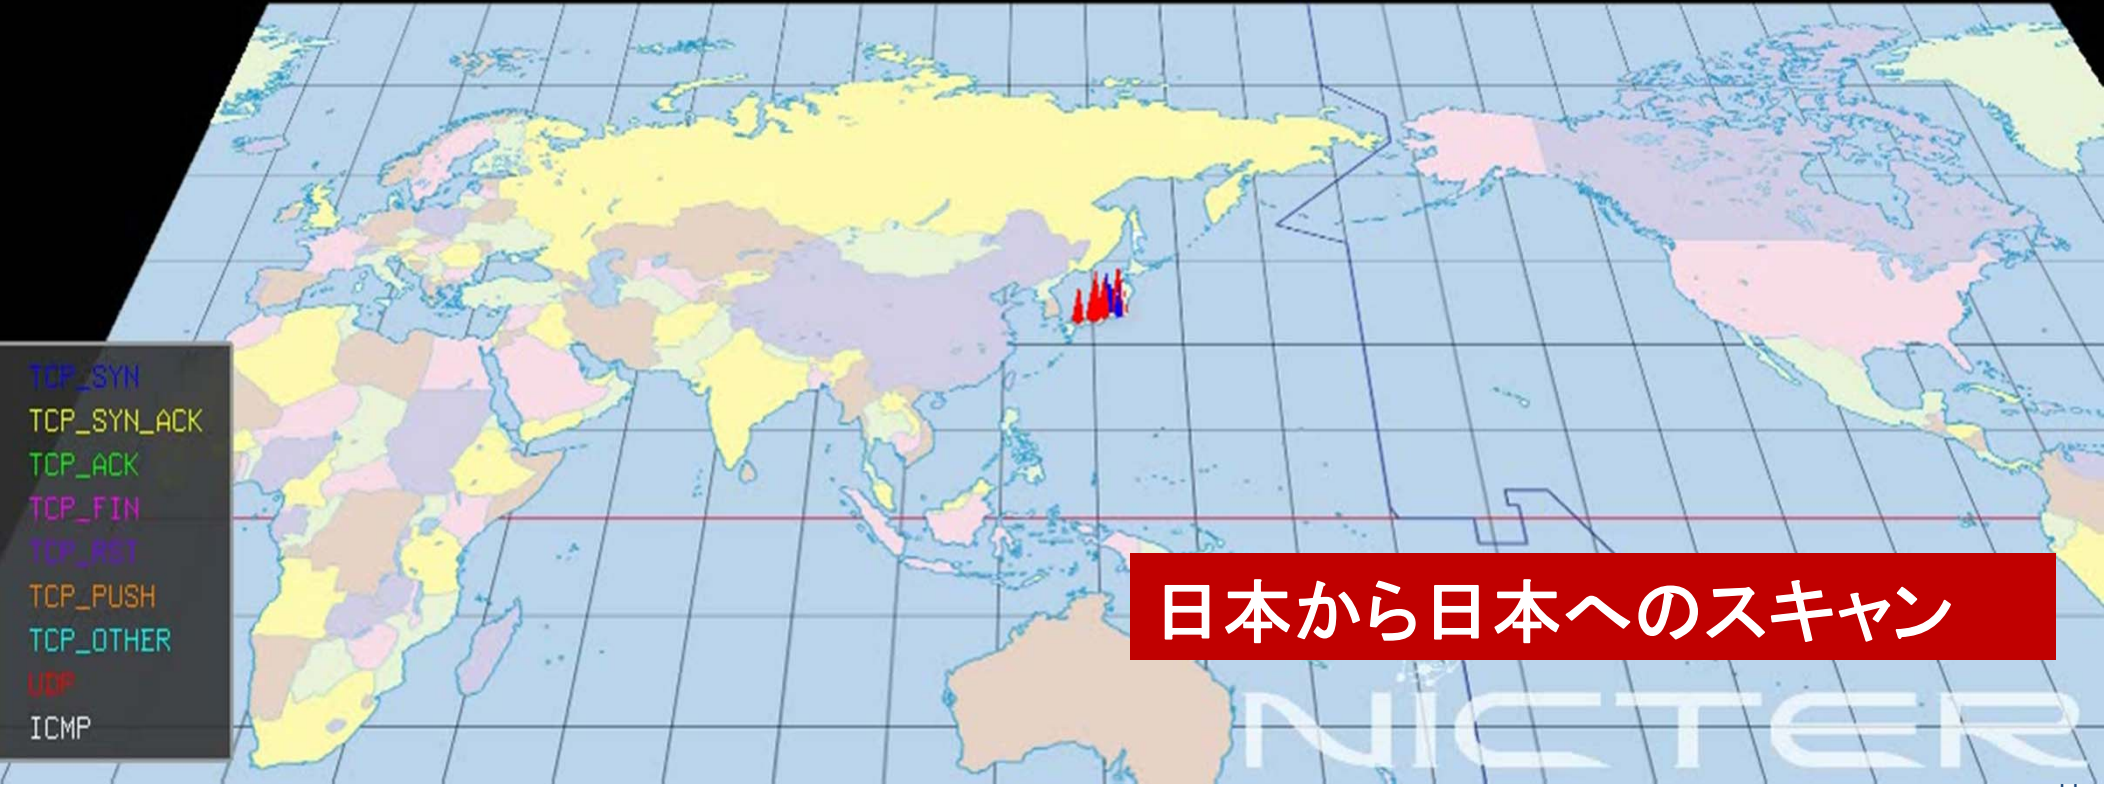 TCP_SYN
TCP_SYN_ACK
TCP_ACK
TCP_FIN
TCP_RST
TCP_PUSH
TCP_OTHER
UDP
ICMP
日本から日本へのスキャン
NICTER